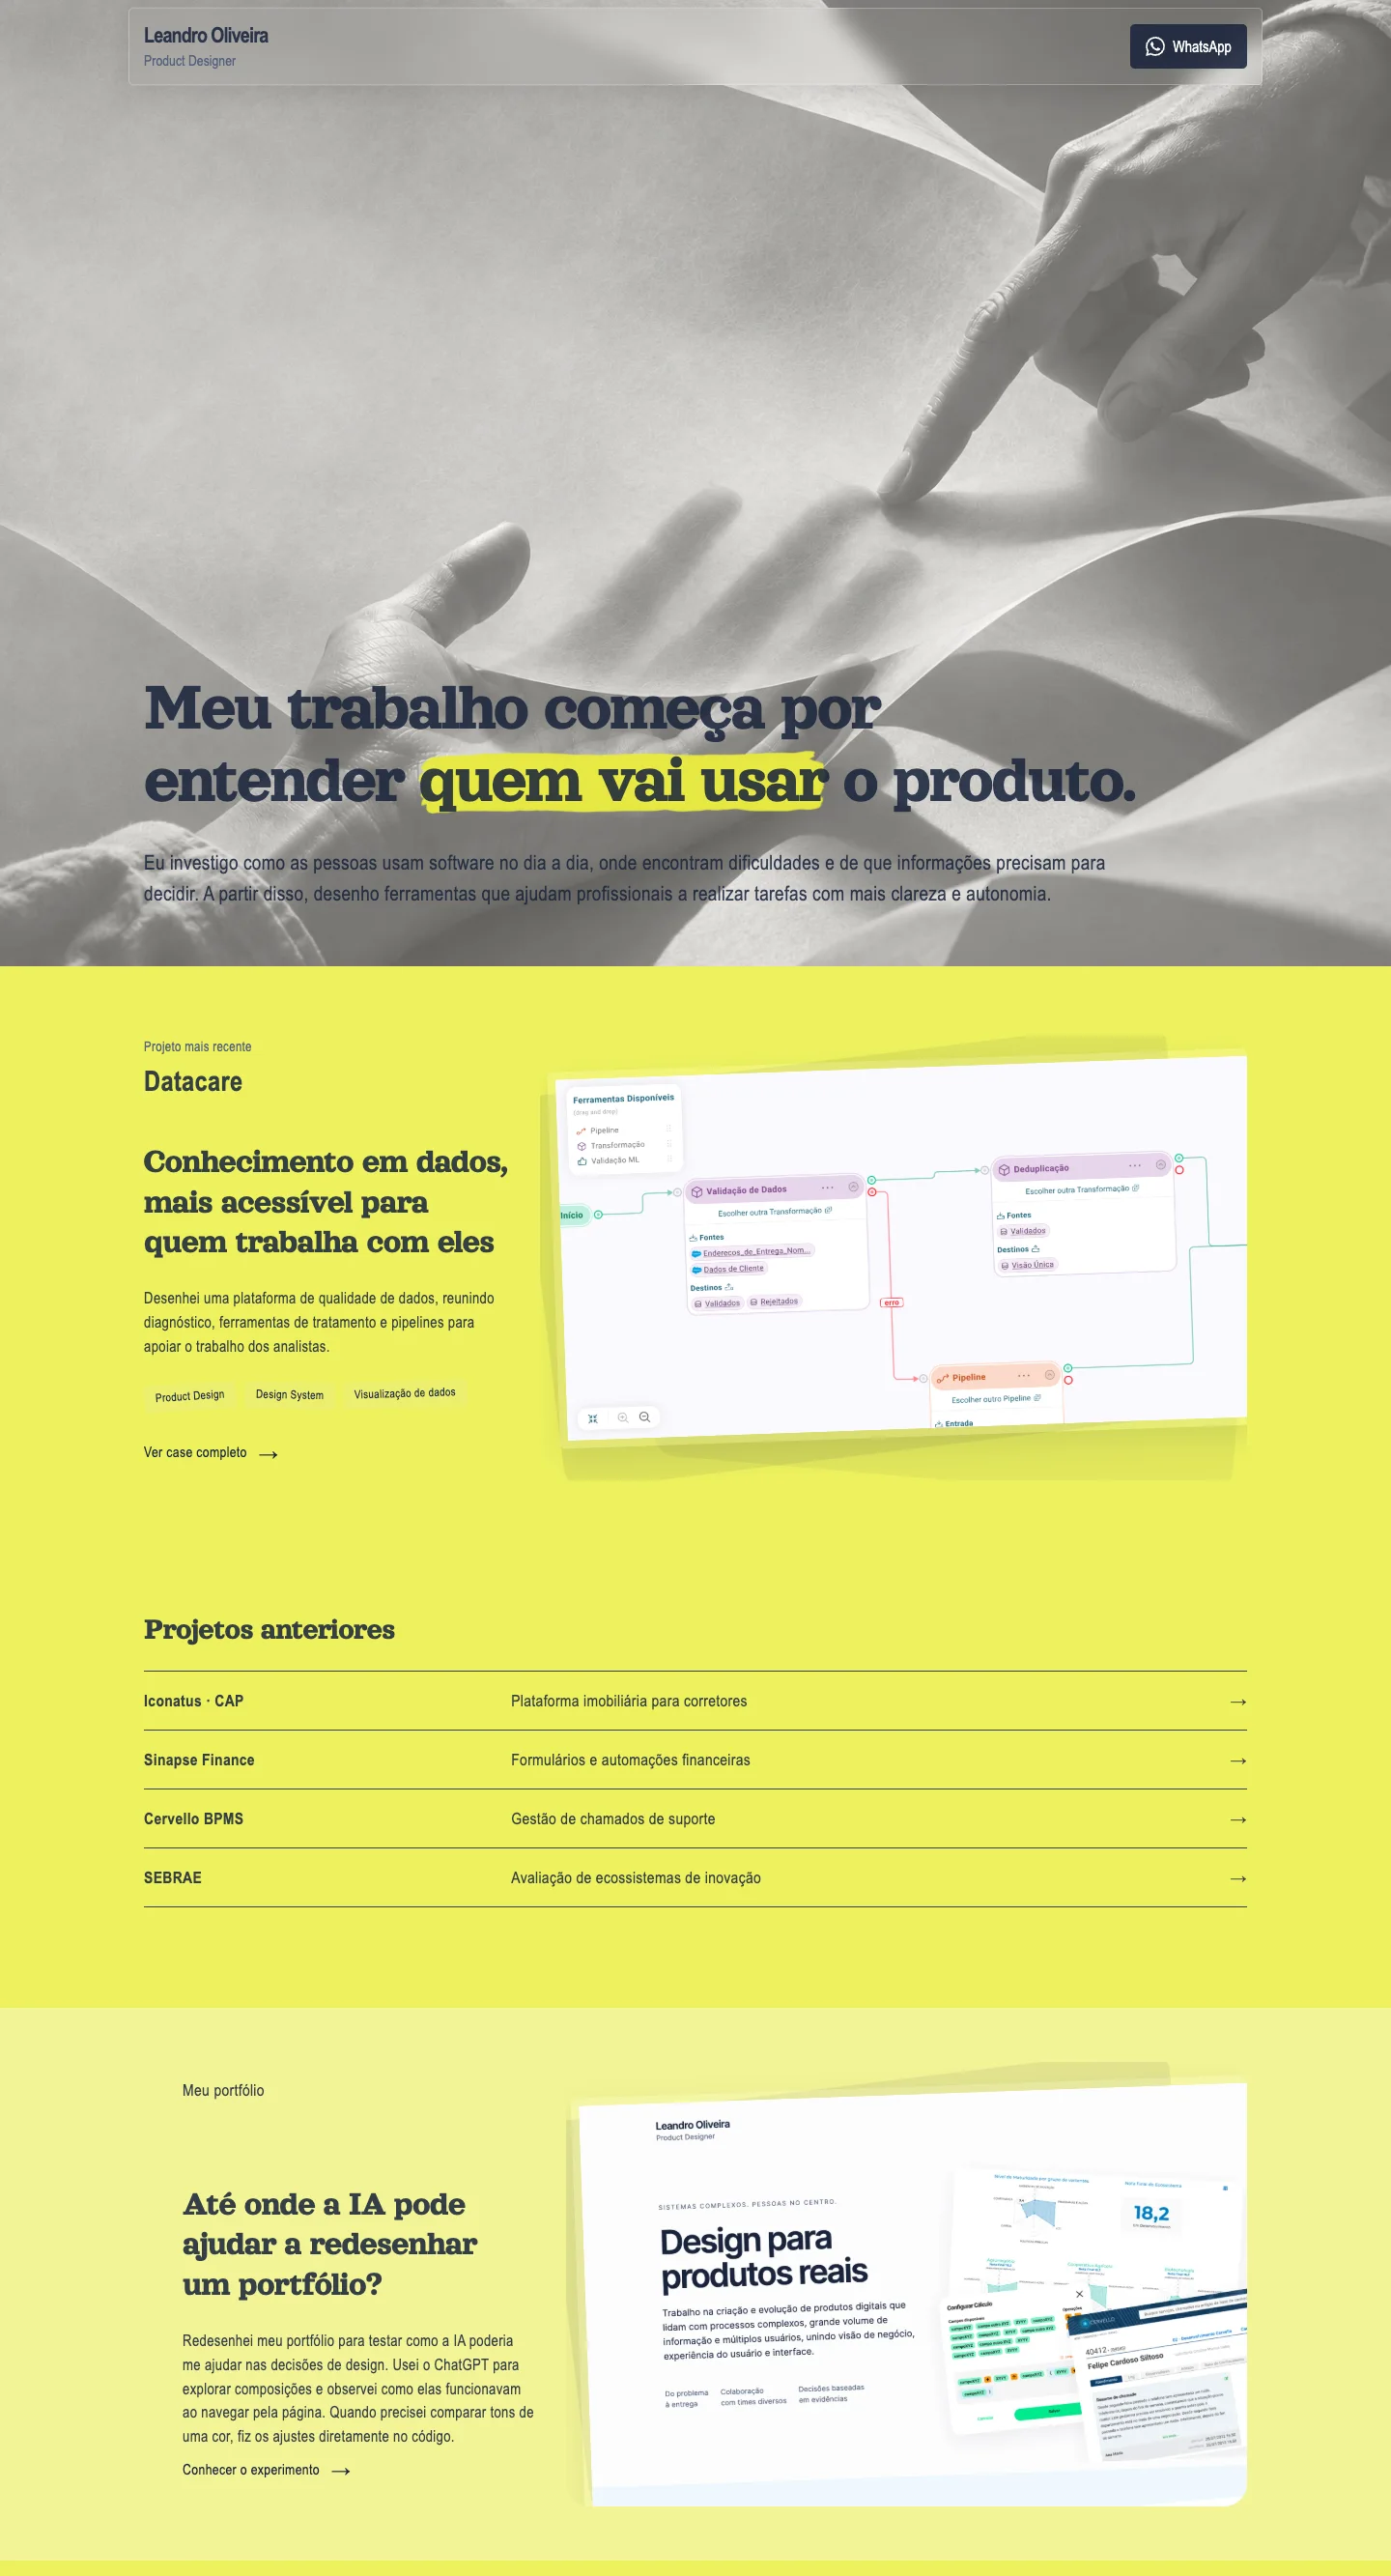 Leandro Oliveira
Product Designer
WhatsApp
Meu trabalho começa por
entender quem vai usar o produto.
Eu investigo como as pessoas usam software no dia a dia, onde encontram dificuldades e de que informações precisam para
decidir. A partir disso, desenho ferramentas que ajudam profissionais a realizar tarefas com mais clareza e autonomia.
Projeto mais recente
Datacare
Conhecimento em dados,
mais acessível para
quem trabalha com eles
Desenhei uma plataforma de qualidade de dados, reunindo
diagnóstico, ferramentas de tratamento e pipelines para
apoiar o trabalho dos analistas.
Product Design
Design System
Visualização de dados
Ver case completo →
Ferramentas Disponíveis
(drag and drop)
Pipeline
Transformação
Validação ML
Início
Validação de Dados
Escolher outra Transformação
Fontes
Enderecos_de_Entrega_Nom...
Dados de Cliente
Destinos
Validados
Rejeitados
erro
Deduplicação
Escolher outra Transformação
Fontes
Validados
Destinos
Visão Única
Pipeline
Escolher outro Pipeline
Entrada
Projetos anteriores
Iconatus · CAP Plataforma imobiliária para corretores →
Sinapse Finance Formulários e automações financeiras →
Cervello BPMS Gestão de chamados de suporte →
SEBRAE Avaliação de ecossistemas de inovação →
Meu portfólio
Até onde a IA pode
ajudar a redesenhar
um portfólio?
Redesenhei meu portfólio para testar como a IA poderia
me ajudar nas decisões de design. Usei o ChatGPT para
explorar composições e observei como elas funcionavam
ao navegar pela página. Quando precisei comparar tons de
uma cor, fiz os ajustes diretamente no código.
Conhecer o experimento →
Leandro Oliveira
Product Designer
SISTEMAS COMPLEXOS. PESSOAS NO CENTRO.
Design para
produtos reais
Trabalho na criação e evolução de produtos digitais que
lidam com processos complexos, grande volume de
informação e múltiplos usuários, unindo visão de negócio,
experiência do usuário e interface.
Do problema
à entrega
Colaboração
com times diversos
Decisões baseadas
em evidências
18,2
Configurar Cálculo
40412
Felipe Cardoso Siltoso